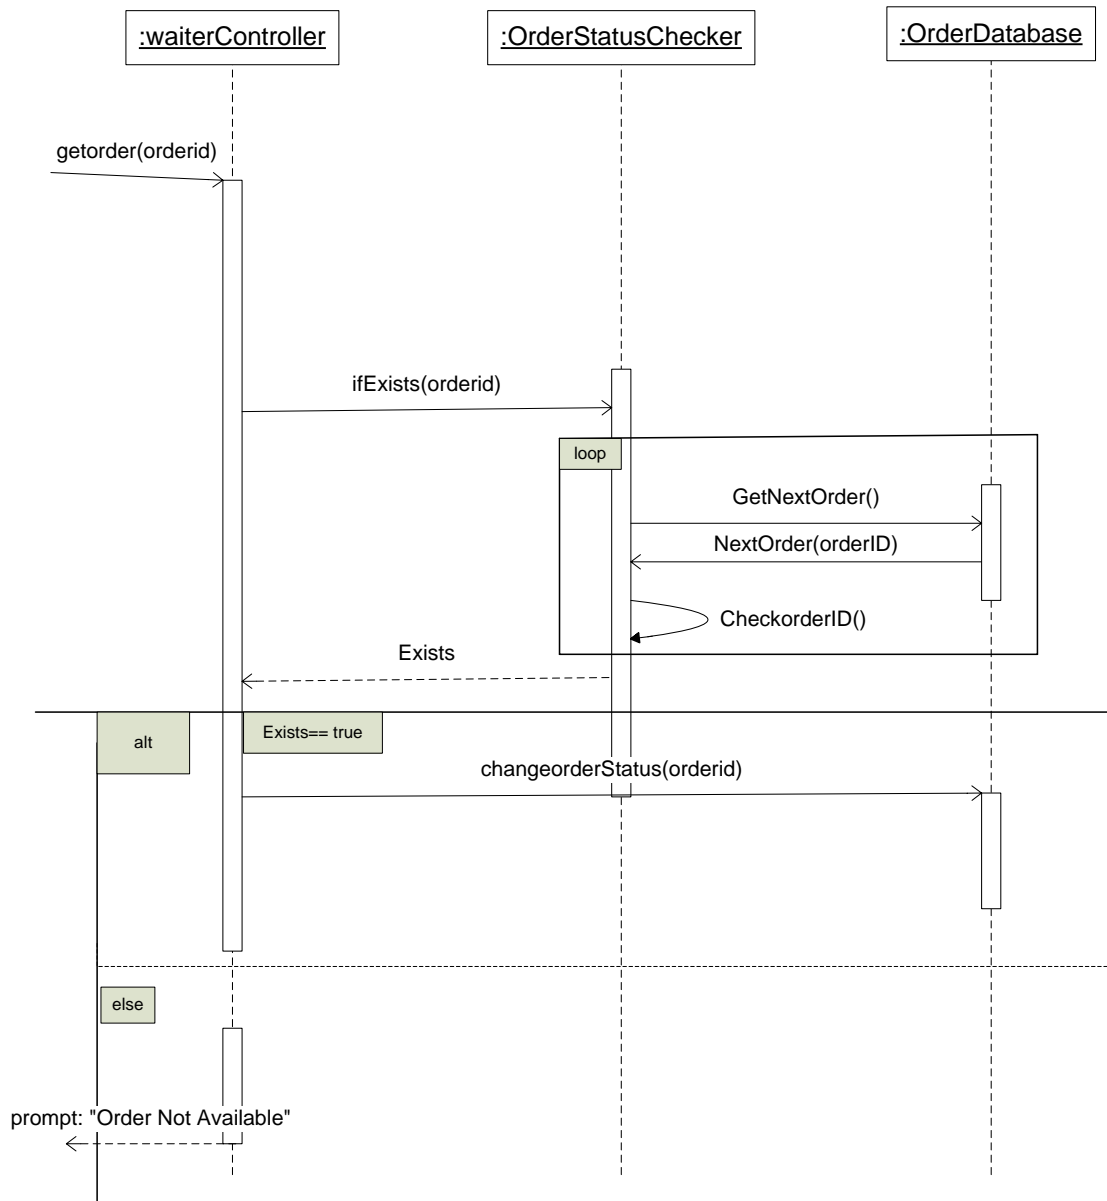 :waiterController
:OrderStatusChecker
:OrderDatabase
getorder(orderid)
ifExists(orderid)
loop
GetNextOrder()
NextOrder(orderID)
CheckorderID()
Exists
alt
Exists== true
changeorderStatus(orderid)
else
prompt: "Order Not Available"